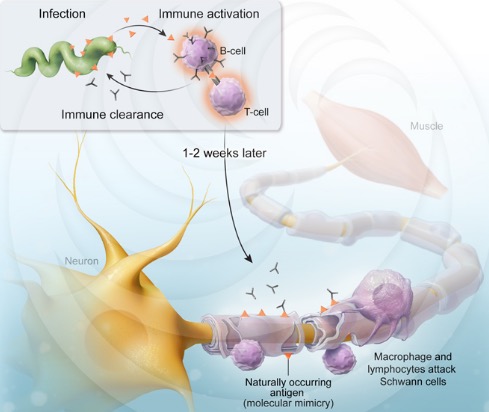 Infection
Immune activation
B-cell
T-cell
Immune clearance
Muscle
1-2 weeks later
Neuron
Macrophage and
lymphocytes attack
Schwann cells
Naturally occurring
antigen
(molecular mimicry)